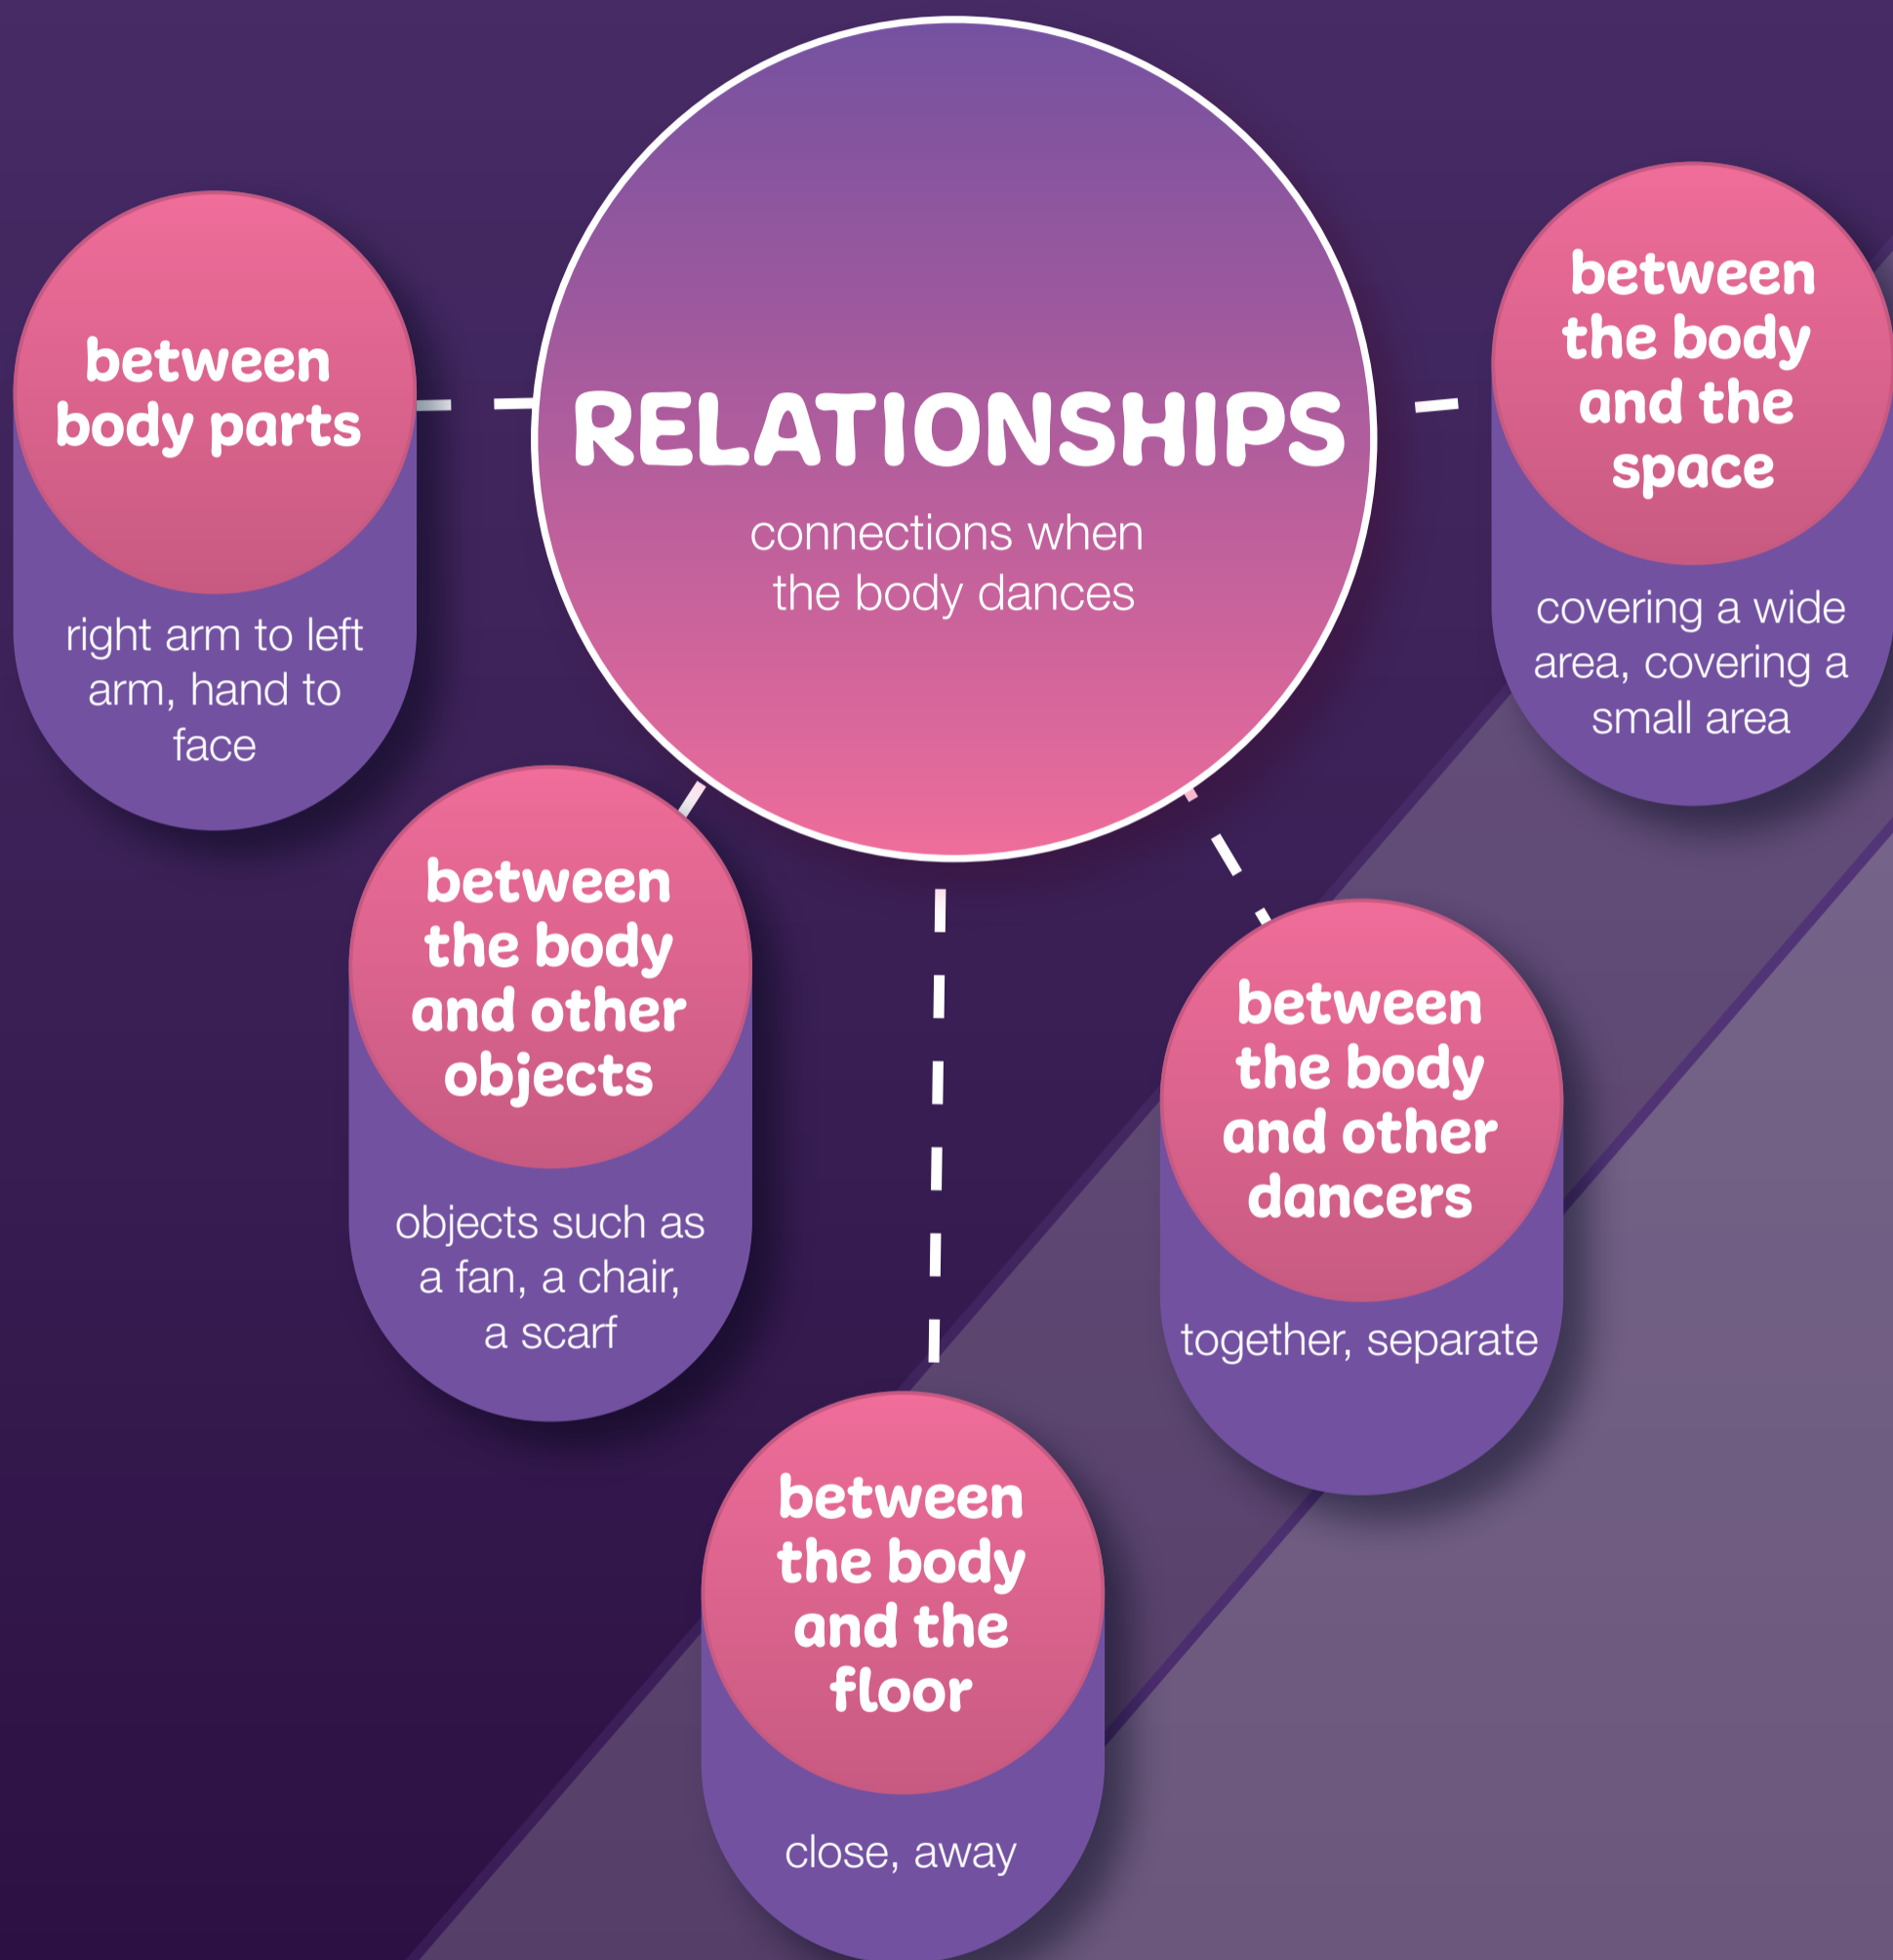 RELATIONSHIPS
connections when
the body dances
between
body parts
right arm to left
arm, hand to
face
between
the body
and other
objects
objects such as
a fan, a chair,
a scarf
between
the body
and the
floor
close, away
between
the body
and other
dancers
together, separate
between
the body
and the
space
covering a wide
area, covering a
small area